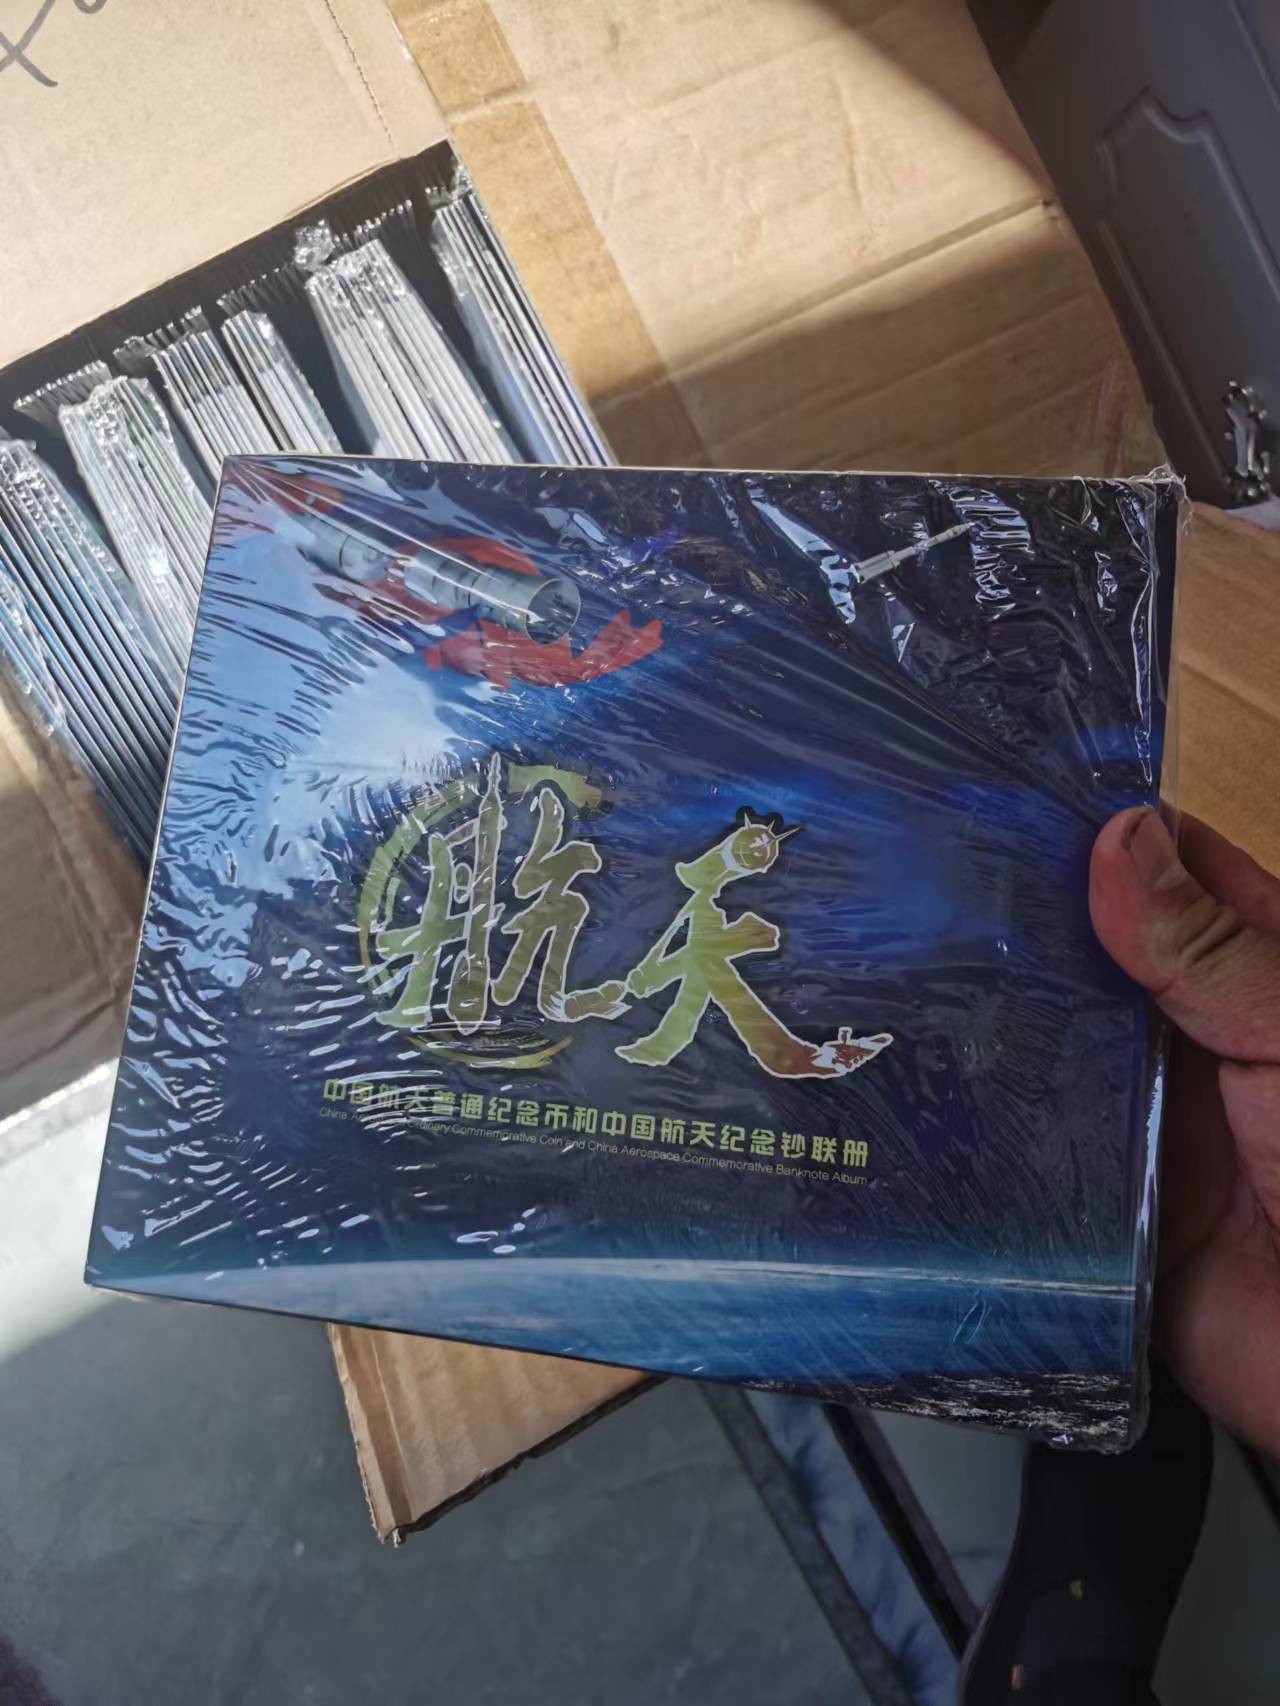 航天
中国航天普通纪念币和中国航天纪念钞联册
China Aerospace Ordinary Commemorative Coin and China Aerospace Commemorative Banknote Album